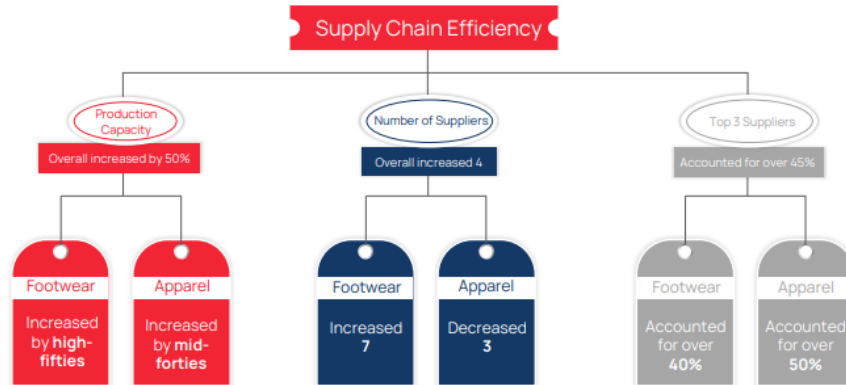 Supply Chain Efficiency
Production
Capacity
Overall increased by 50%
Number of Suppliers
Overall increased 4
Top 3 Suppliers
Accounted for over 45%
Footwear
Increased
by high-
fifties
Apparel
Increased
by mid-
forties
Footwear
Increased
7
Apparel
Decreased
3
Footwear
Accounted
for over
40%
Apparel
Accounted
for over
50%